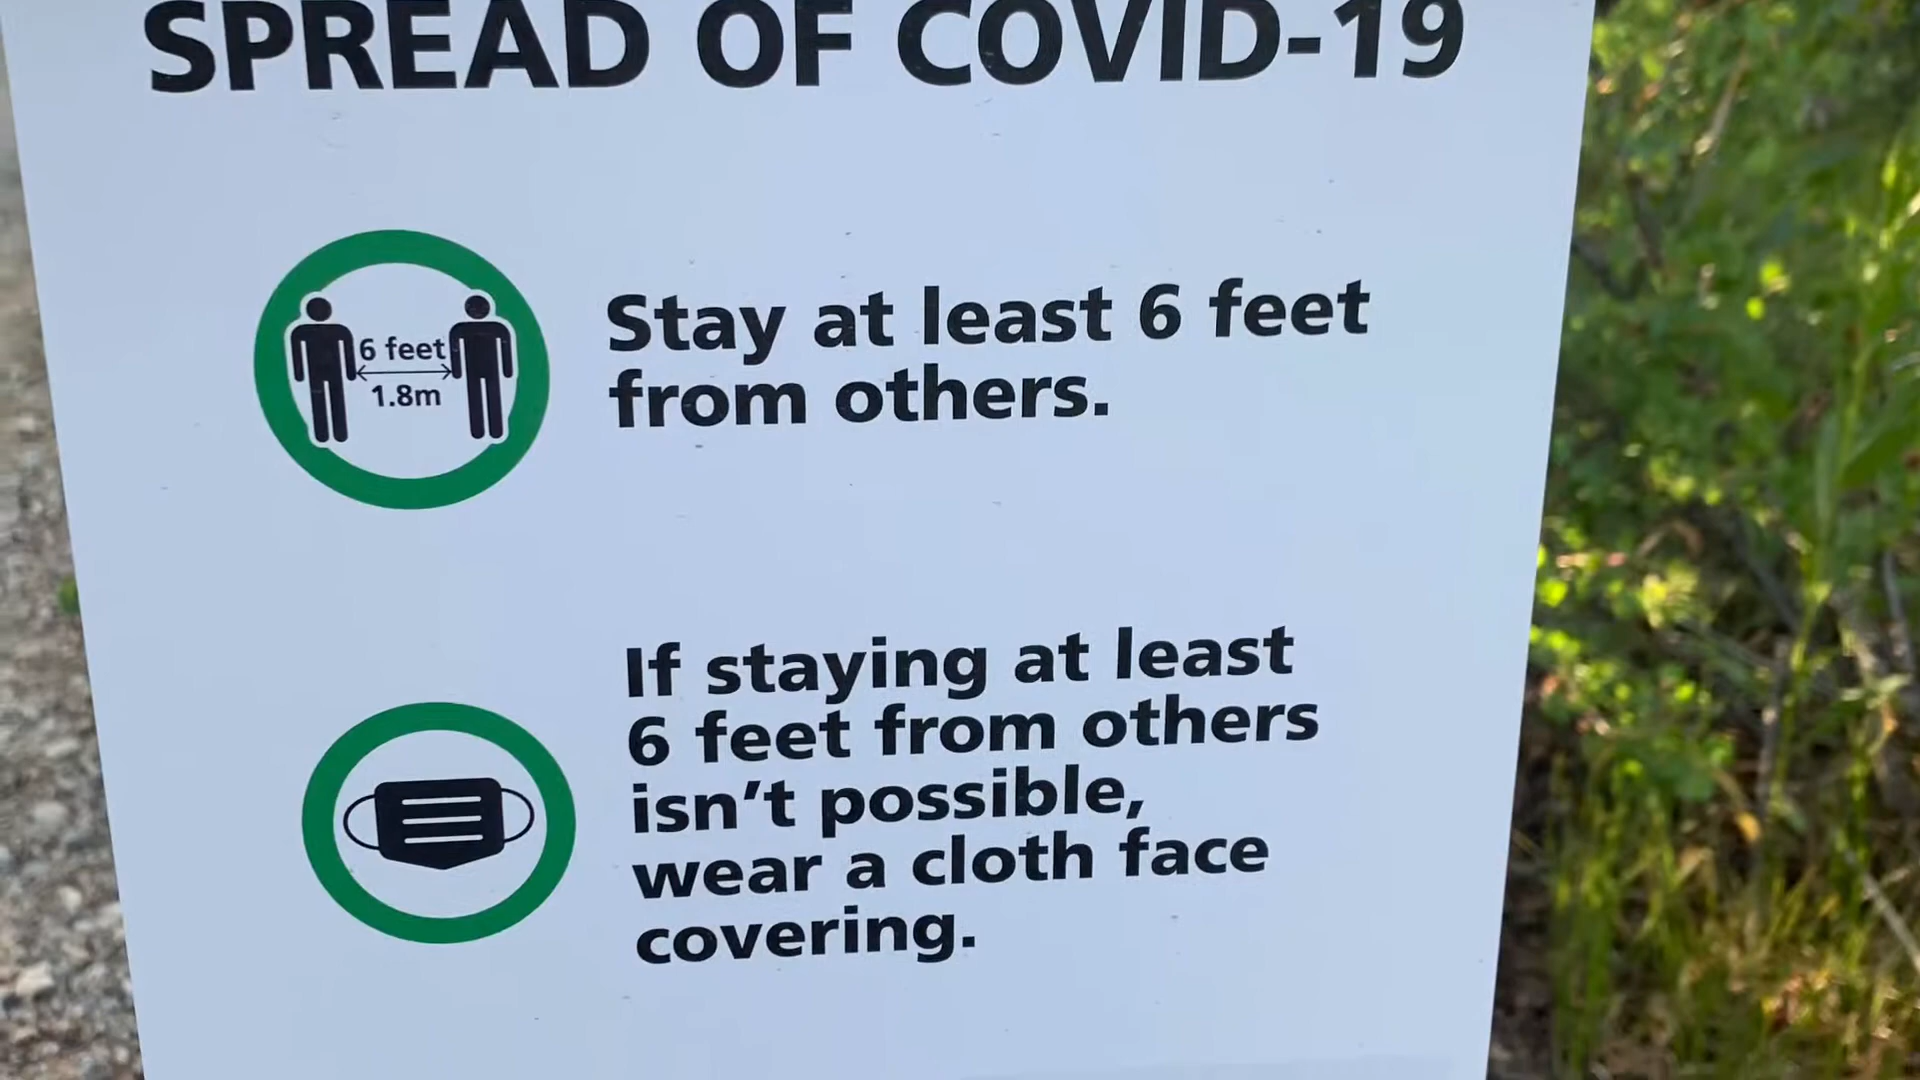 SPREAD OF COVID-19
6 feet
1.8m
Stay at least 6 feet
from others.
If staying at least
6 feet from others
isn't possible,
wear a cloth face
covering.